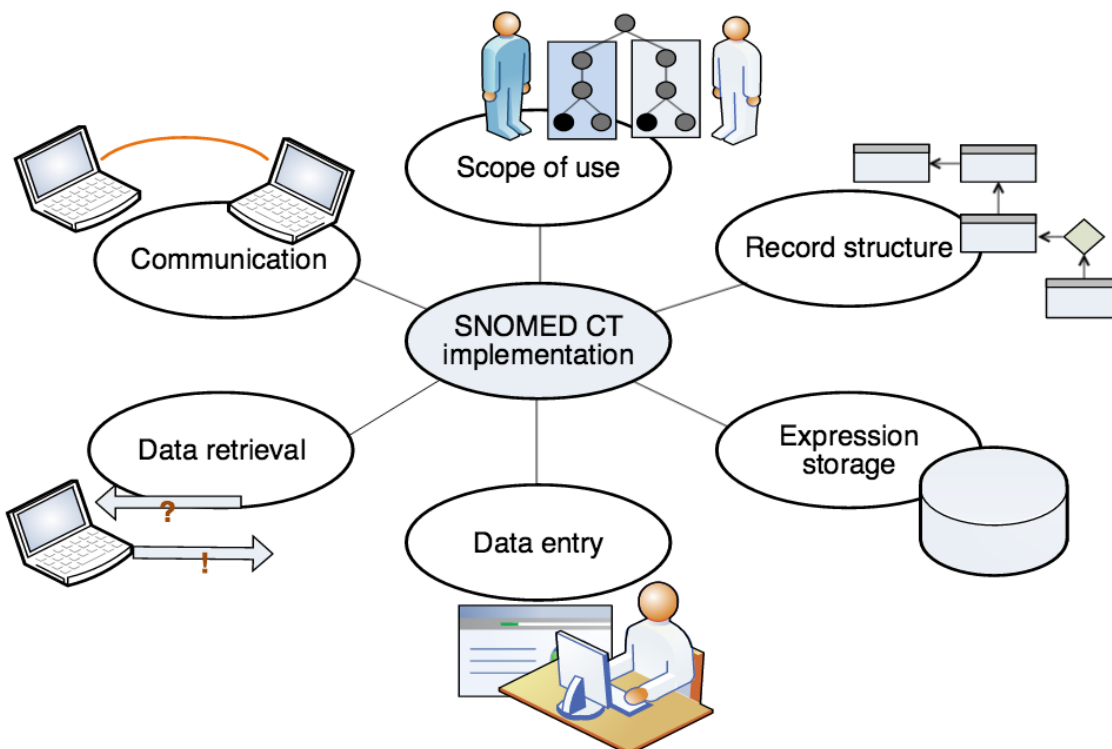 Scope of use
Communication
Record structure
SNOMED CT
implementation
Data retrieval
Expression
storage
?
!
Data entry